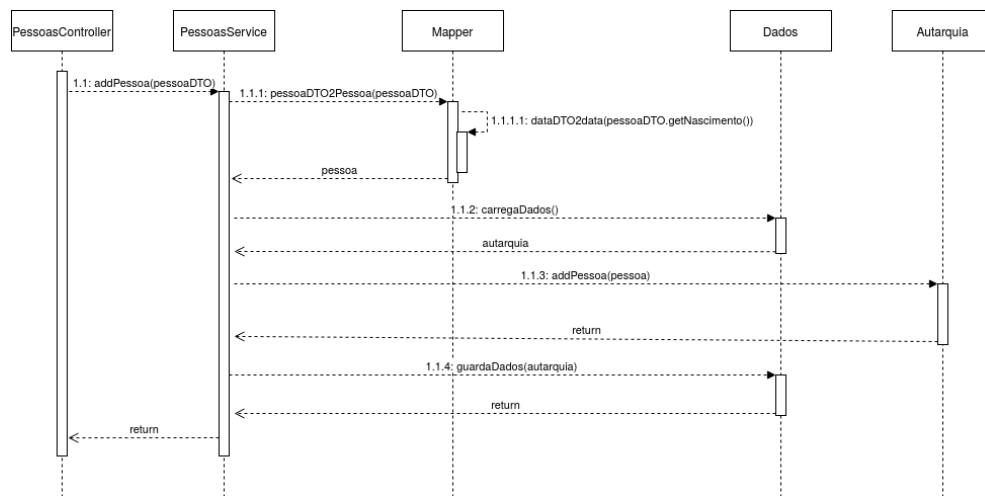 PessoasController
PessoasService
Mapper
Dados
Autarquia
1.1: addPessoa(pessoaDTO)
1.1.1: pessoaDTO2Pessoa(pessoaDTO)
1.1.1.1: dataDTO2data(pessoaDTO.getNascimento())
pessoa
1.1.2: carregaDados()
autarquia
1.1.3: addPessoa(pessoa)
return
1.1.4: guardaDados(autarquia)
return
return